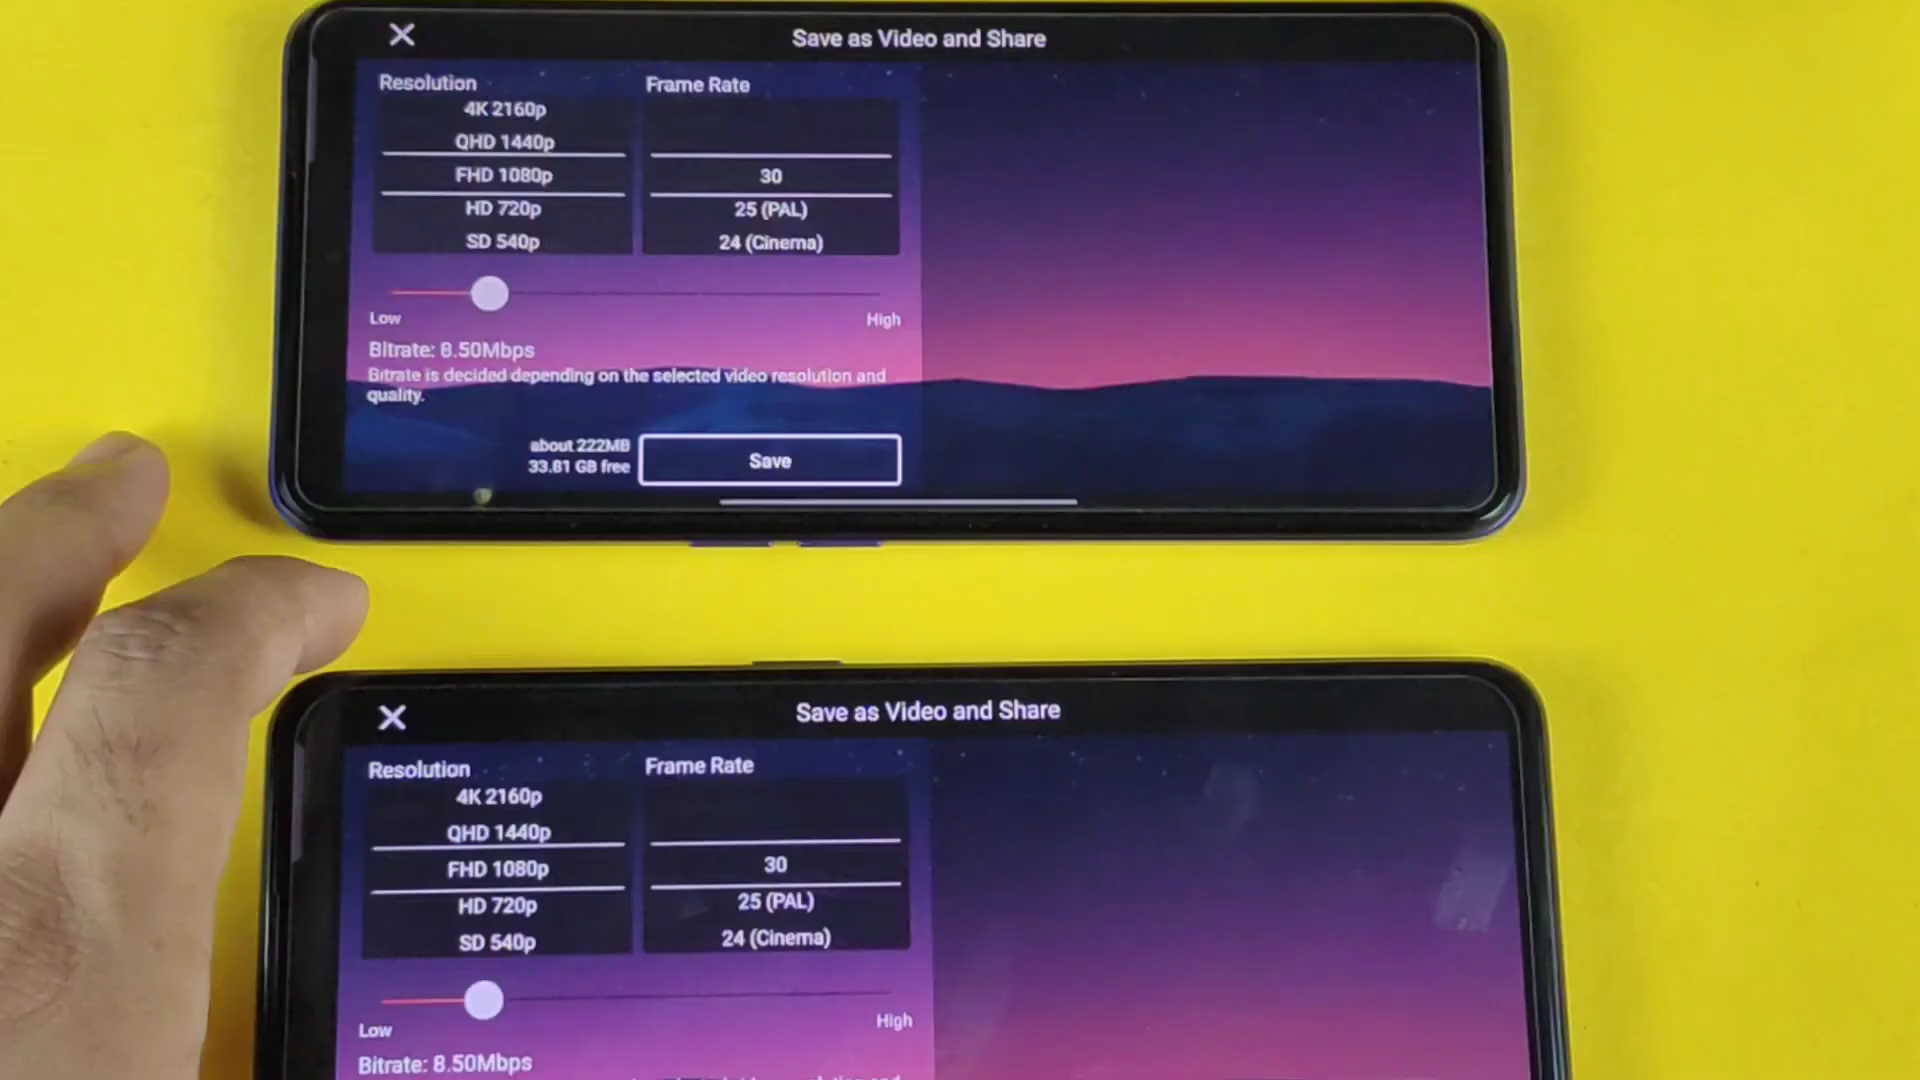 Save as Video and Share
Resolution
Frame Rate
4K 2160p
QHD 1440p
FHD 1080p
30
HD 720p
25 (PAL)
SD 540p
24 (Cinema)
Low
High
Bitrate: 8.50Mbps
Bitrate is decided depending on the selected video resolution and
quality.
about 222MB
33.81 GB free
Save
Save as Video and Share
Resolution
Frame Rate
4K 2160p
QHD 1440p
FHD 1080p
30
HD 720p
25 (PAL)
SD 540p
24 (Cinema)
Low
High
Bitrate: 8.50Mbps